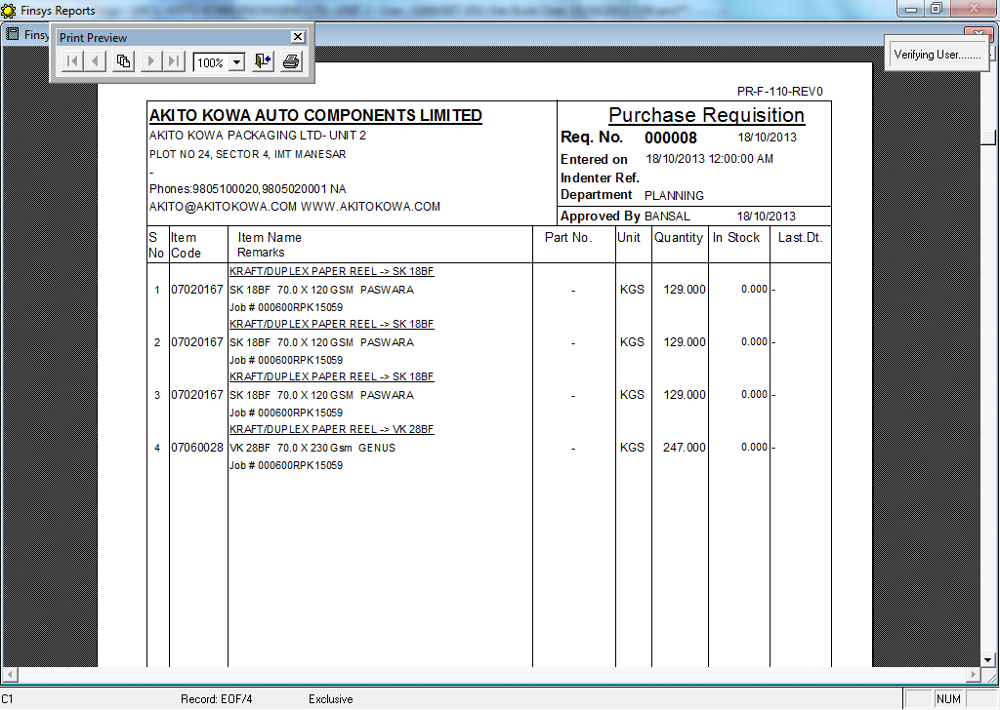 Finsys Reports
Finsy
Print Preview
100%
Verifying User........
PR-F-110-REV0
AKITO KOWA AUTO COMPONENTS LIMITED
AKITO KOWA PACKAGING LTD- UNIT 2
PLOT NO 24, SECTOR 4, IMT MANESAR
-
Phones:9805100020,9805020001 NA
AKITO@AKITOKOWA.COM WWW.AKITOKOWA.COM
Purchase Requisition
Req. No. 000008 18/10/2013
Entered on 18/10/2013 12:00:00 AM
Indenter Ref.
Department PLANNING
Approved By BANSAL 18/10/2013
S Item Item Name Part No. Unit Quantity In Stock Last.Dt.
No Code Remarks
KRAFT/DUPLEX PAPER REEL -> SK 18BF
1 07020167 SK 18BF 70.0 X 120 GSM PASWARA - KGS 129.000 0.000 -
Job # 000600RPK15059
KRAFT/DUPLEX PAPER REEL -> SK 18BF
2 07020167 SK 18BF 70.0 X 120 GSM PASWARA - KGS 129.000 0.000 -
Job # 000600RPK15059
KRAFT/DUPLEX PAPER REEL -> SK 18BF
3 07020167 SK 18BF 70.0 X 120 GSM PASWARA - KGS 129.000 0.000 -
Job # 000600RPK15059
KRAFT/DUPLEX PAPER REEL -> VK 28BF
4 07060028 VK 28BF 70.0 X 230 Gsm GENUS - KGS 247.000 0.000 -
Job # 000600RPK15059
C1 Record: EOF/4 Exclusive NUM